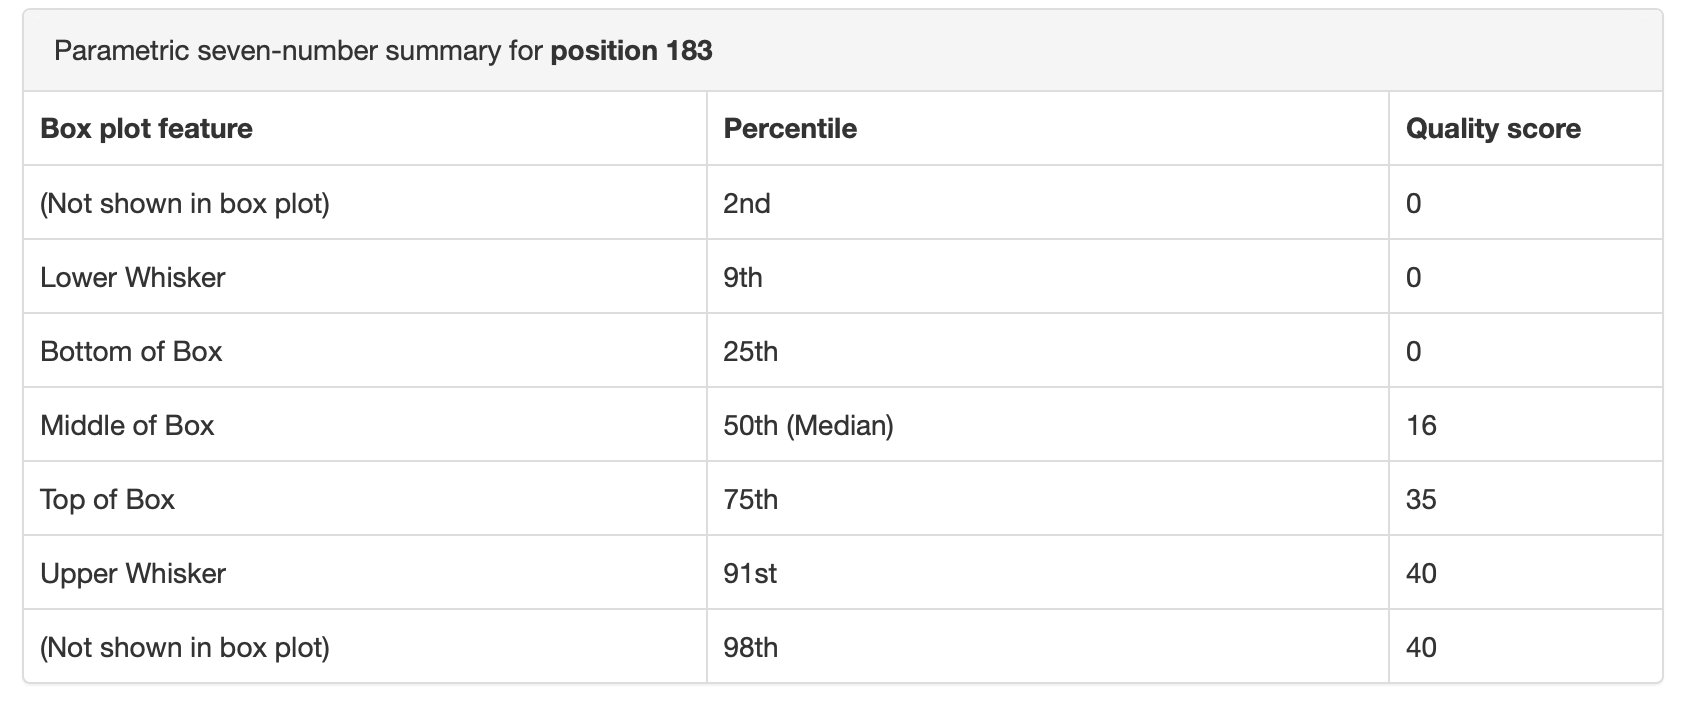 Parametric seven-number summary for position 183
Box plot feature Percentile Quality score
(Not shown in box plot) 2nd 0
Lower Whisker 9th 0
Bottom of Box 25th 0
Middle of Box 50th (Median) 16
Top of Box 75th 35
Upper Whisker 91st 40
(Not shown in box plot) 98th 40